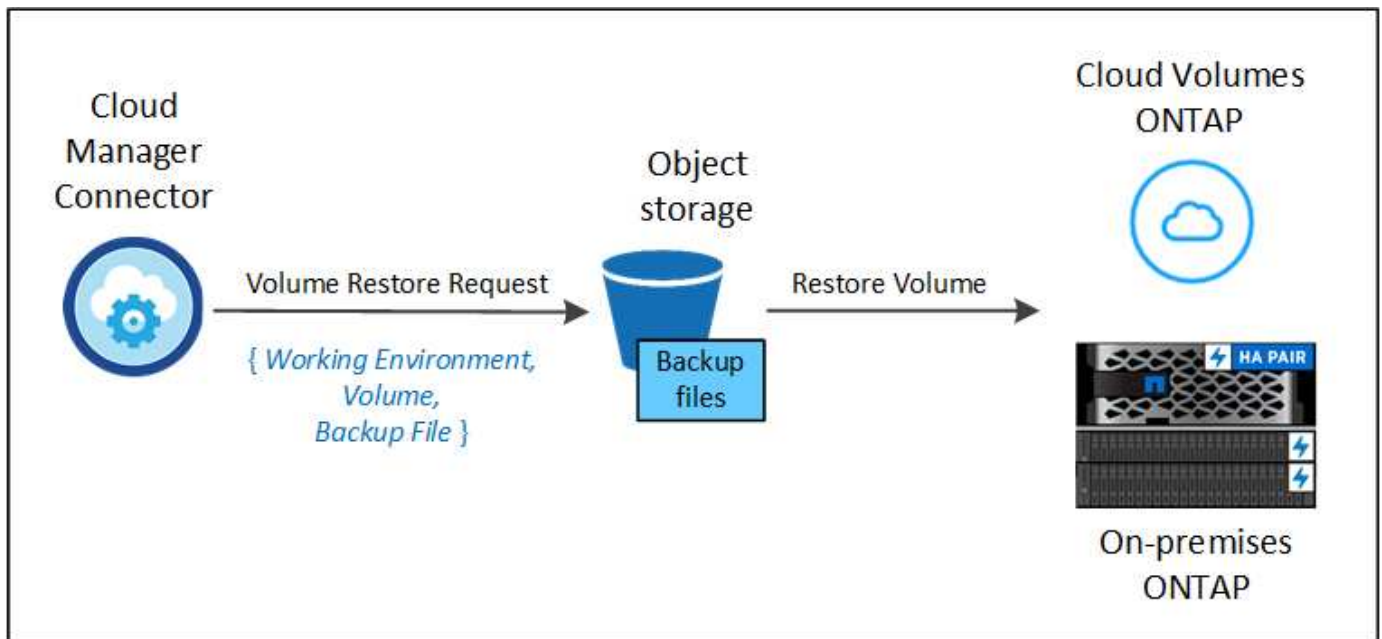 Cloud
Manager
Connector
Volume Restore Request
{ Working Environment,
Volume,
Backup File }
Object
storage
Backup
files
Restore Volume
Cloud Volumes
ONTAP
HA PAIR
On-premises
ONTAP